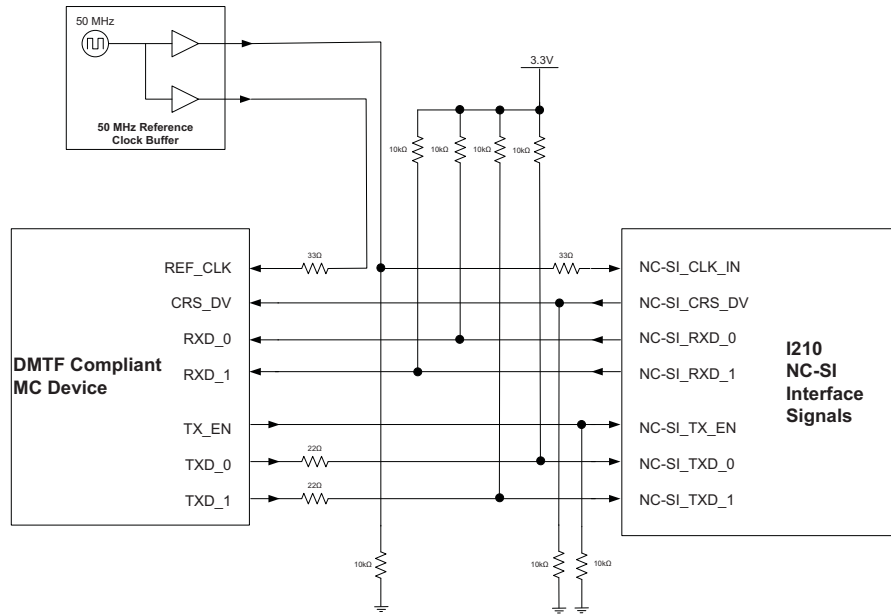 50 MHz
50 MHz Reference
Clock Buffer
3.3V
10kΩ
10kΩ
10kΩ
10kΩ
33Ω
33Ω
REF_CLK
NC-SI_CLK_IN
CRS_DV
NC-SI_CRS_DV
RXD_0
NC-SI_RXD_0
RXD_1
NC-SI_RXD_1
DMTF Compliant
MC Device
I210
NC-SI
Interface
Signals
TX_EN
NC-SI_TX_EN
22Ω
TXD_0
NC-SI_TXD_0
22Ω
TXD_1
NC-SI_TXD_1
10kΩ
10kΩ
10kΩ